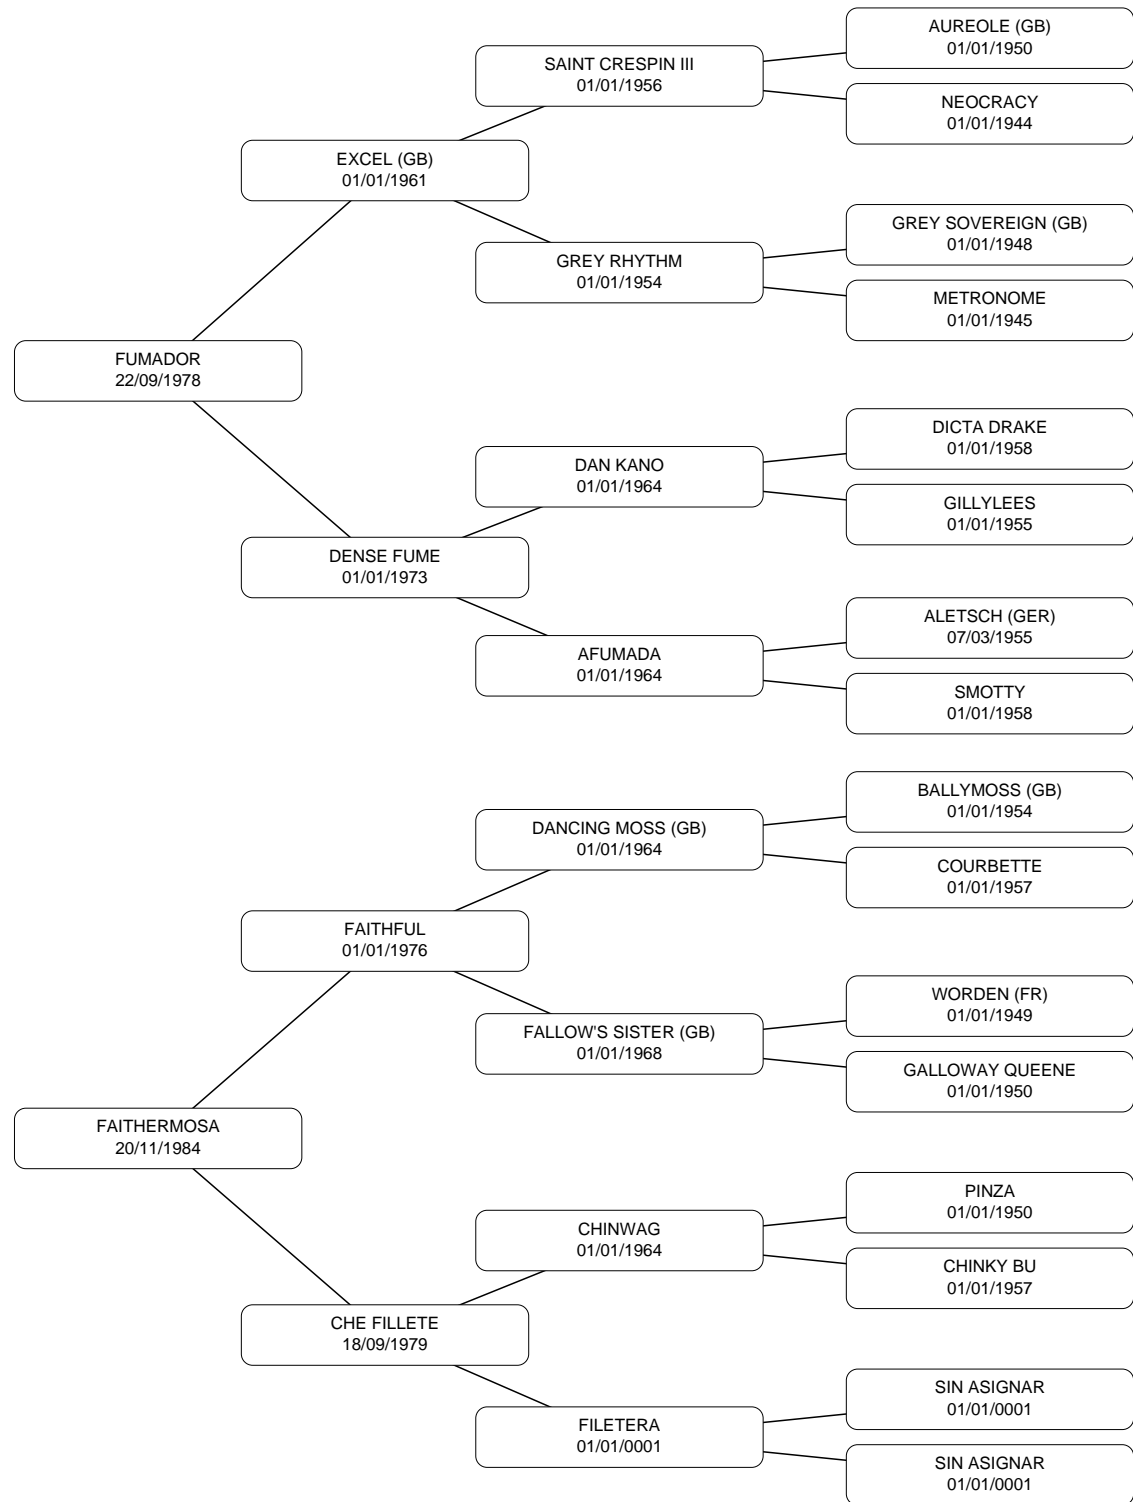 AUREOLE (GB)
01/01/1950
SAINT CRESPIN III
01/01/1956
NEOCRACY
01/01/1944
EXCEL (GB)
01/01/1961
GREY SOVEREIGN (GB)
01/01/1948
GREY RHYTHM
01/01/1954
METRONOME
01/01/1945
FUMADOR
22/09/1978
DICTA DRAKE
01/01/1958
DAN KANO
01/01/1964
GILLYLEES
01/01/1955
DENSE FUME
01/01/1973
ALETSCH (GER)
07/03/1955
AFUMADA
01/01/1964
SMOTTY
01/01/1958
BALLYMOSS (GB)
01/01/1954
DANCING MOSS (GB)
01/01/1964
COURBETTE
01/01/1957
FAITHFUL
01/01/1976
WORDEN (FR)
01/01/1949
FALLOW'S SISTER (GB)
01/01/1968
GALLOWAY QUEENE
01/01/1950
FAITHERMOSA
20/11/1984
PINZA
01/01/1950
CHINWAG
01/01/1964
CHINKY BU
01/01/1957
CHE FILLETE
18/09/1979
SIN ASIGNAR
01/01/0001
FILETERA
01/01/0001
SIN ASIGNAR
01/01/0001